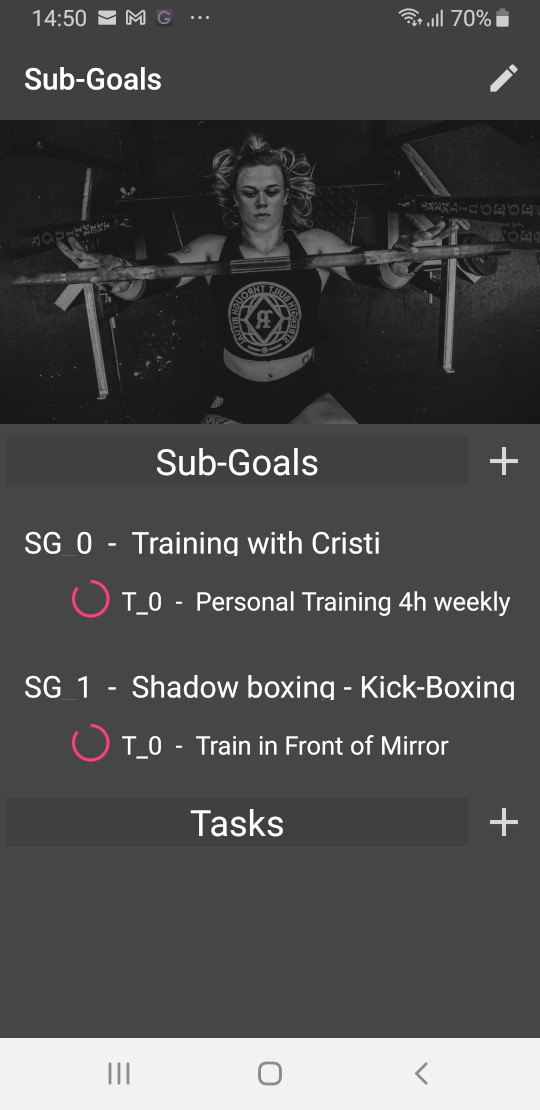 14:50
70%
Sub-Goals
Sub-Goals
SG_0 - Training with Cristi
T_0 - Personal Training 4h weekly
SG_1 - Shadow boxing - Kick-Boxing
T_0 - Train in Front of Mirror
Tasks